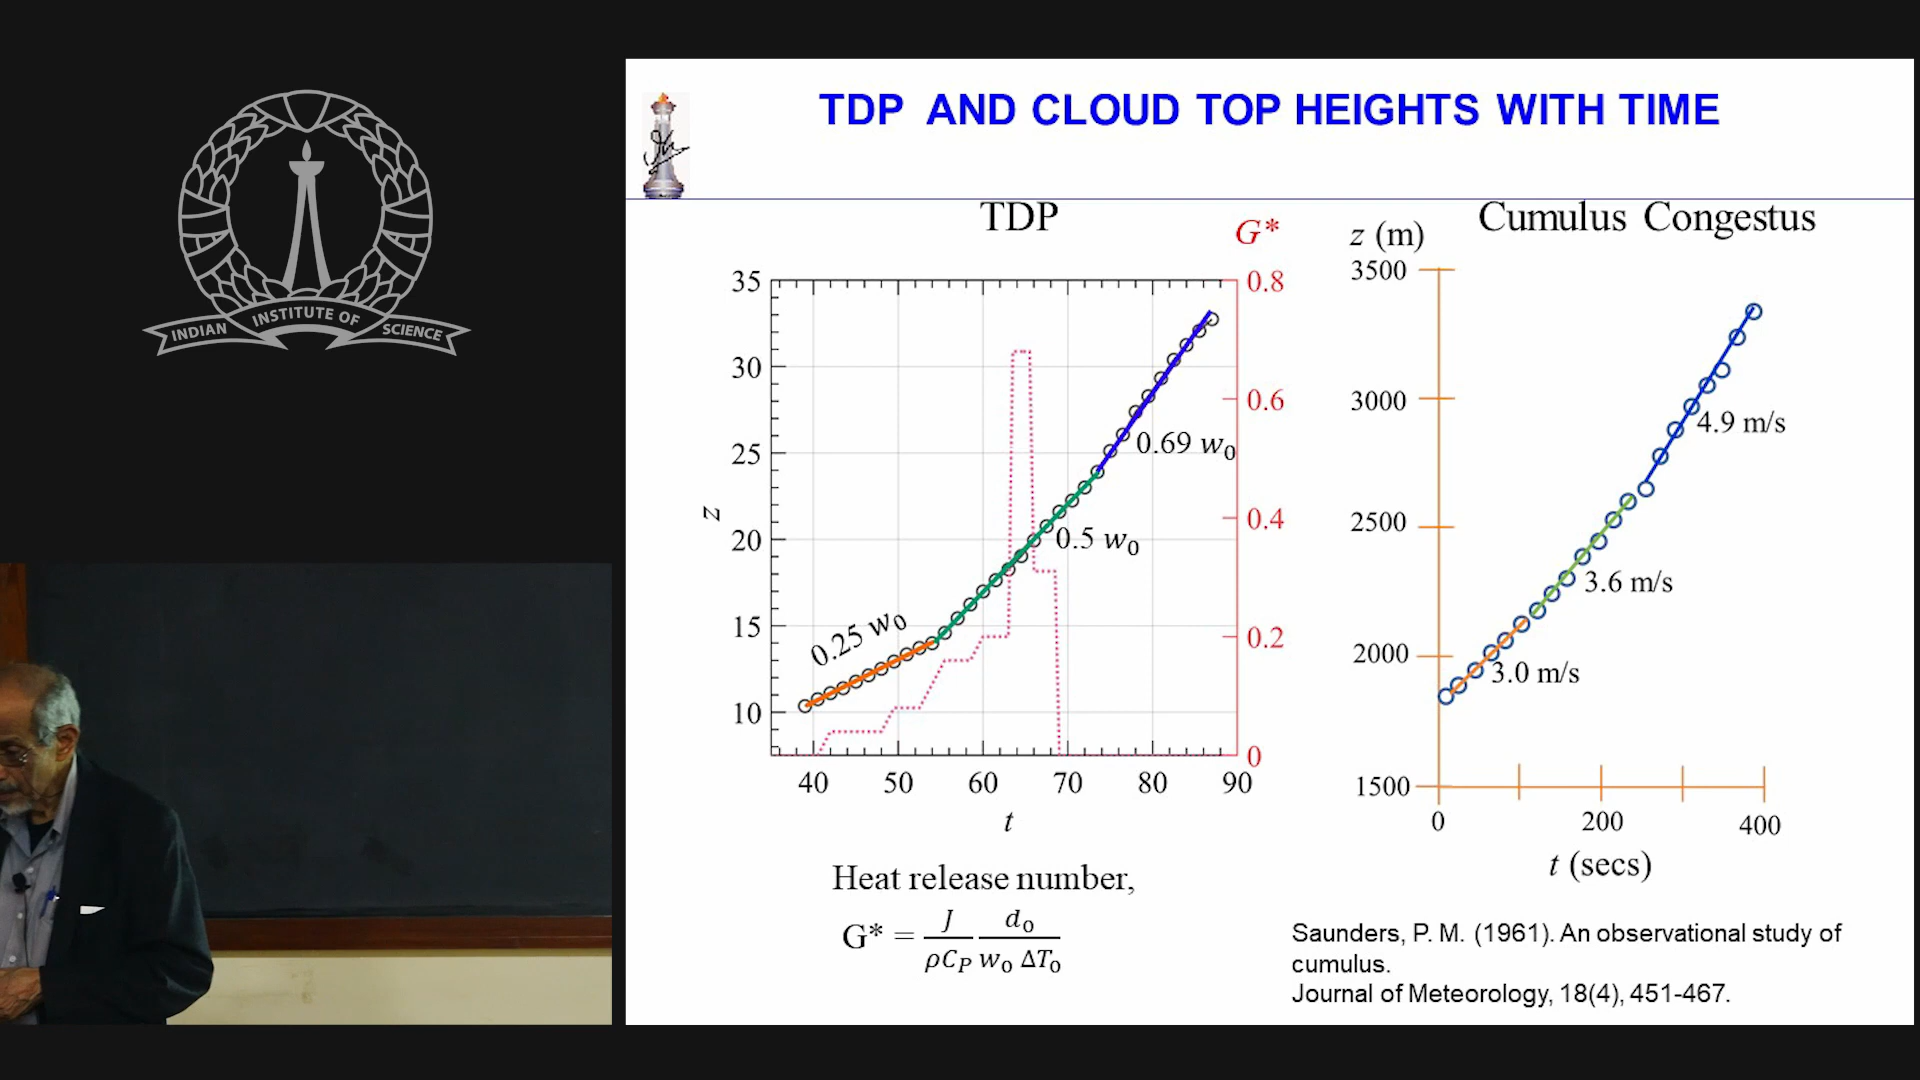 INDIAN INSTITUTE OF SCIENCE
TDP AND CLOUD TOP HEIGHTS WITH TIME
TDP
G*
35
30
25
20
15
10
z
0.8
0.6
0.4
0.2
0
0.25 w₀
0.5 w₀
0.69 w₀
40 50 60 70 80 90
t
Heat release number,
G* = J/ρC_P d₀/w₀ ΔT₀
Cumulus Congestus
z (m)
3500
3000
2500
2000
1500
4.9 m/s
3.6 m/s
3.0 m/s
0 200 400
t (secs)
Saunders, P. M. (1961). An observational study of
cumulus.
Journal of Meteorology, 18(4), 451-467.